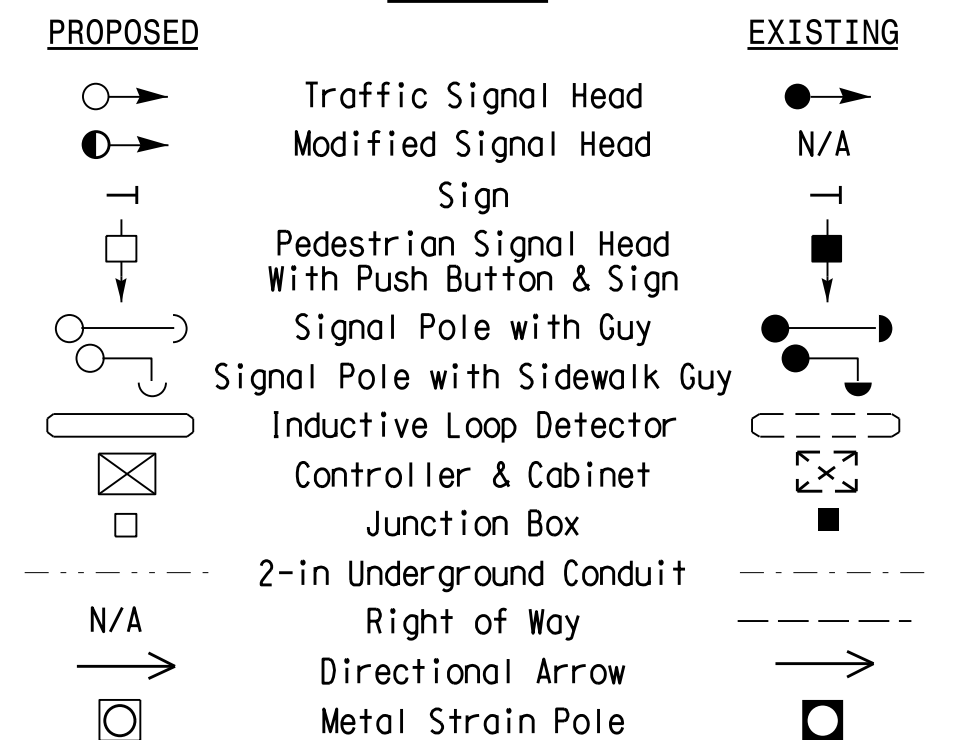 PROPOSED EXISTING
Traffic Signal Head
Modified Signal Head N/A
Sign
Pedestrian Signal Head
With Push Button & Sign
Signal Pole with Guy
Signal Pole with Sidewalk Guy
Inductive Loop Detector
Controller & Cabinet
Junction Box
2-in Underground Conduit
N/A Right of Way
Directional Arrow
Metal Strain Pole